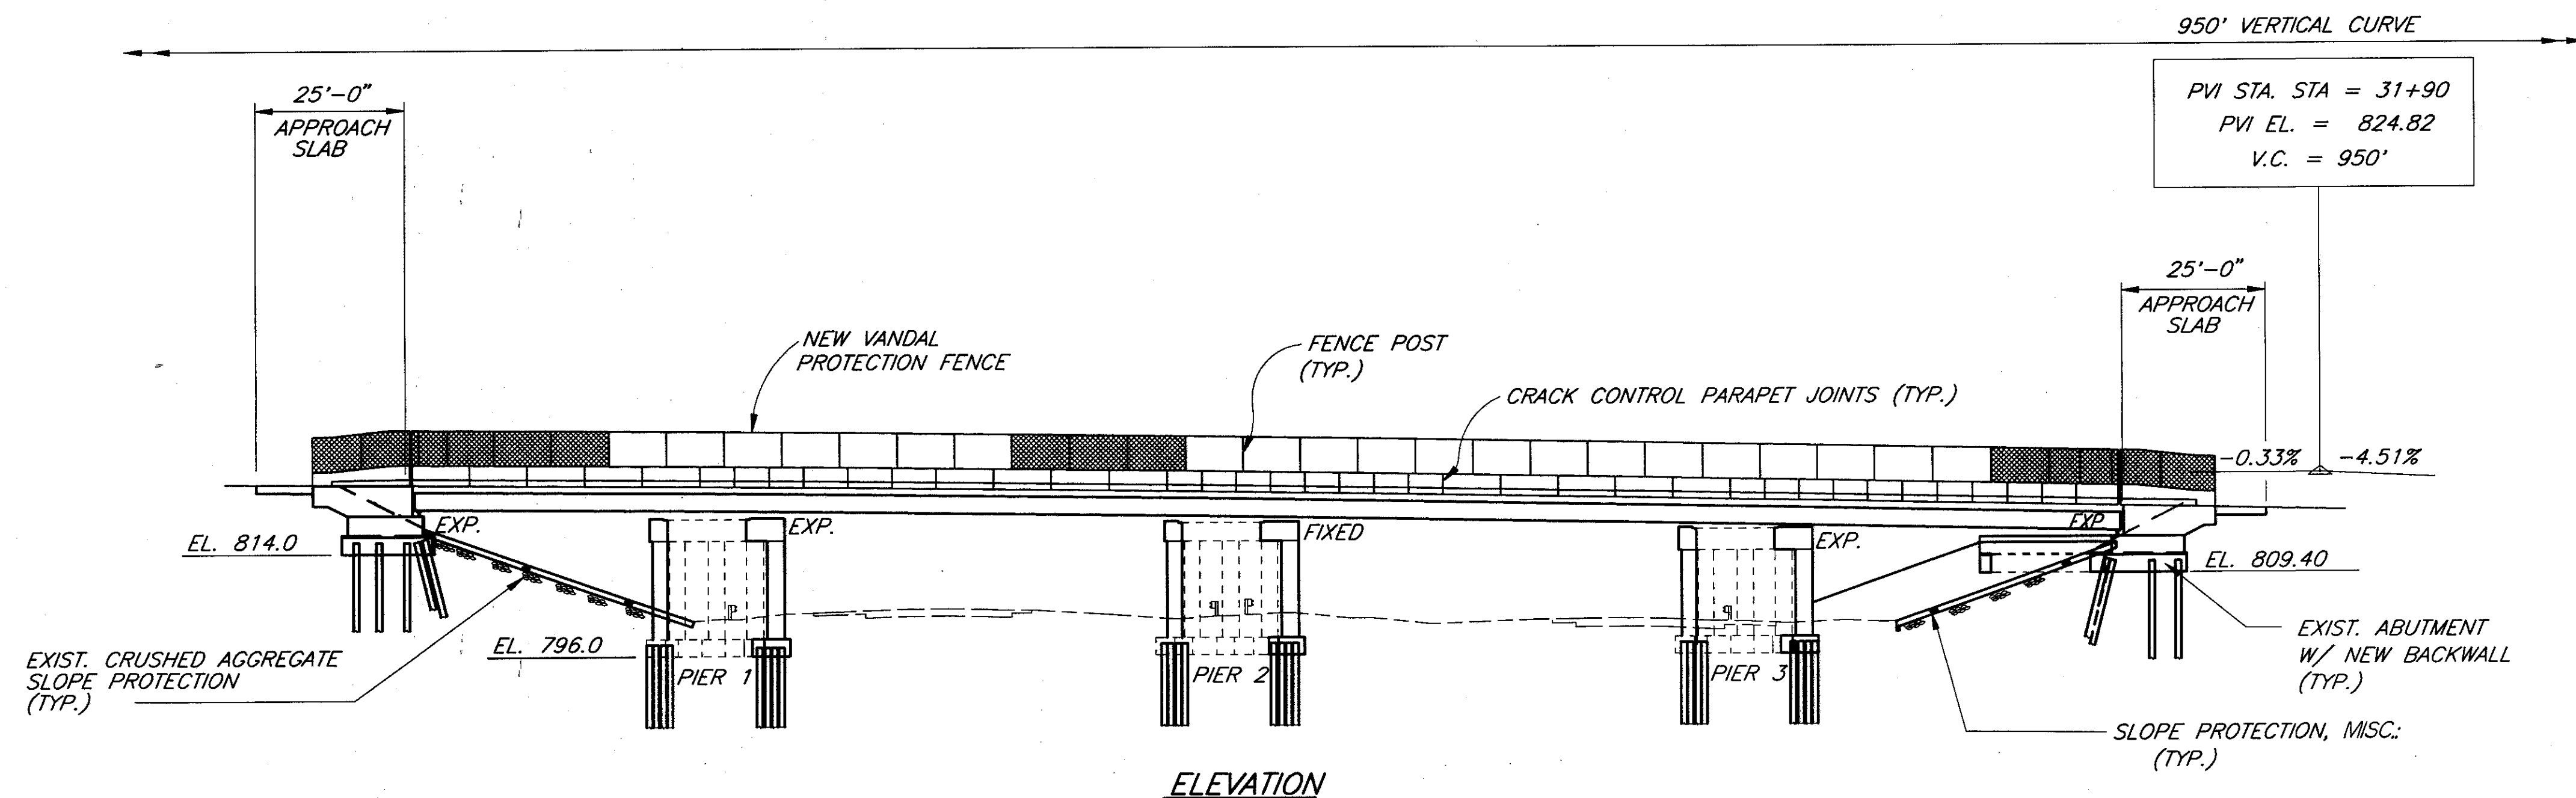 950' VERTICAL CURVE
PVI STA. STA = 31+90
PVI EL. = 824.82
V.C. = 950'
25'-0"
APPROACH
SLAB
25'-0"
APPROACH
SLAB
NEW VANDAL
PROTECTION FENCE
FENCE POST
(TYP.)
CRACK CONTROL PARAPET JOINTS (TYP.)
-0.33%
-4.51%
EXP.
EXP.
FIXED
EXP.
EXP.
EL. 814.0
EL. 809.40
EL. 796.0
PIER 1
PIER 2
PIER 3
EXIST. CRUSHED AGGREGATE
SLOPE PROTECTION
(TYP.)
EXIST. ABUTMENT
W/ NEW BACKWALL
(TYP.)
SLOPE PROTECTION, MISC.:
(TYP.)
ELEVATION